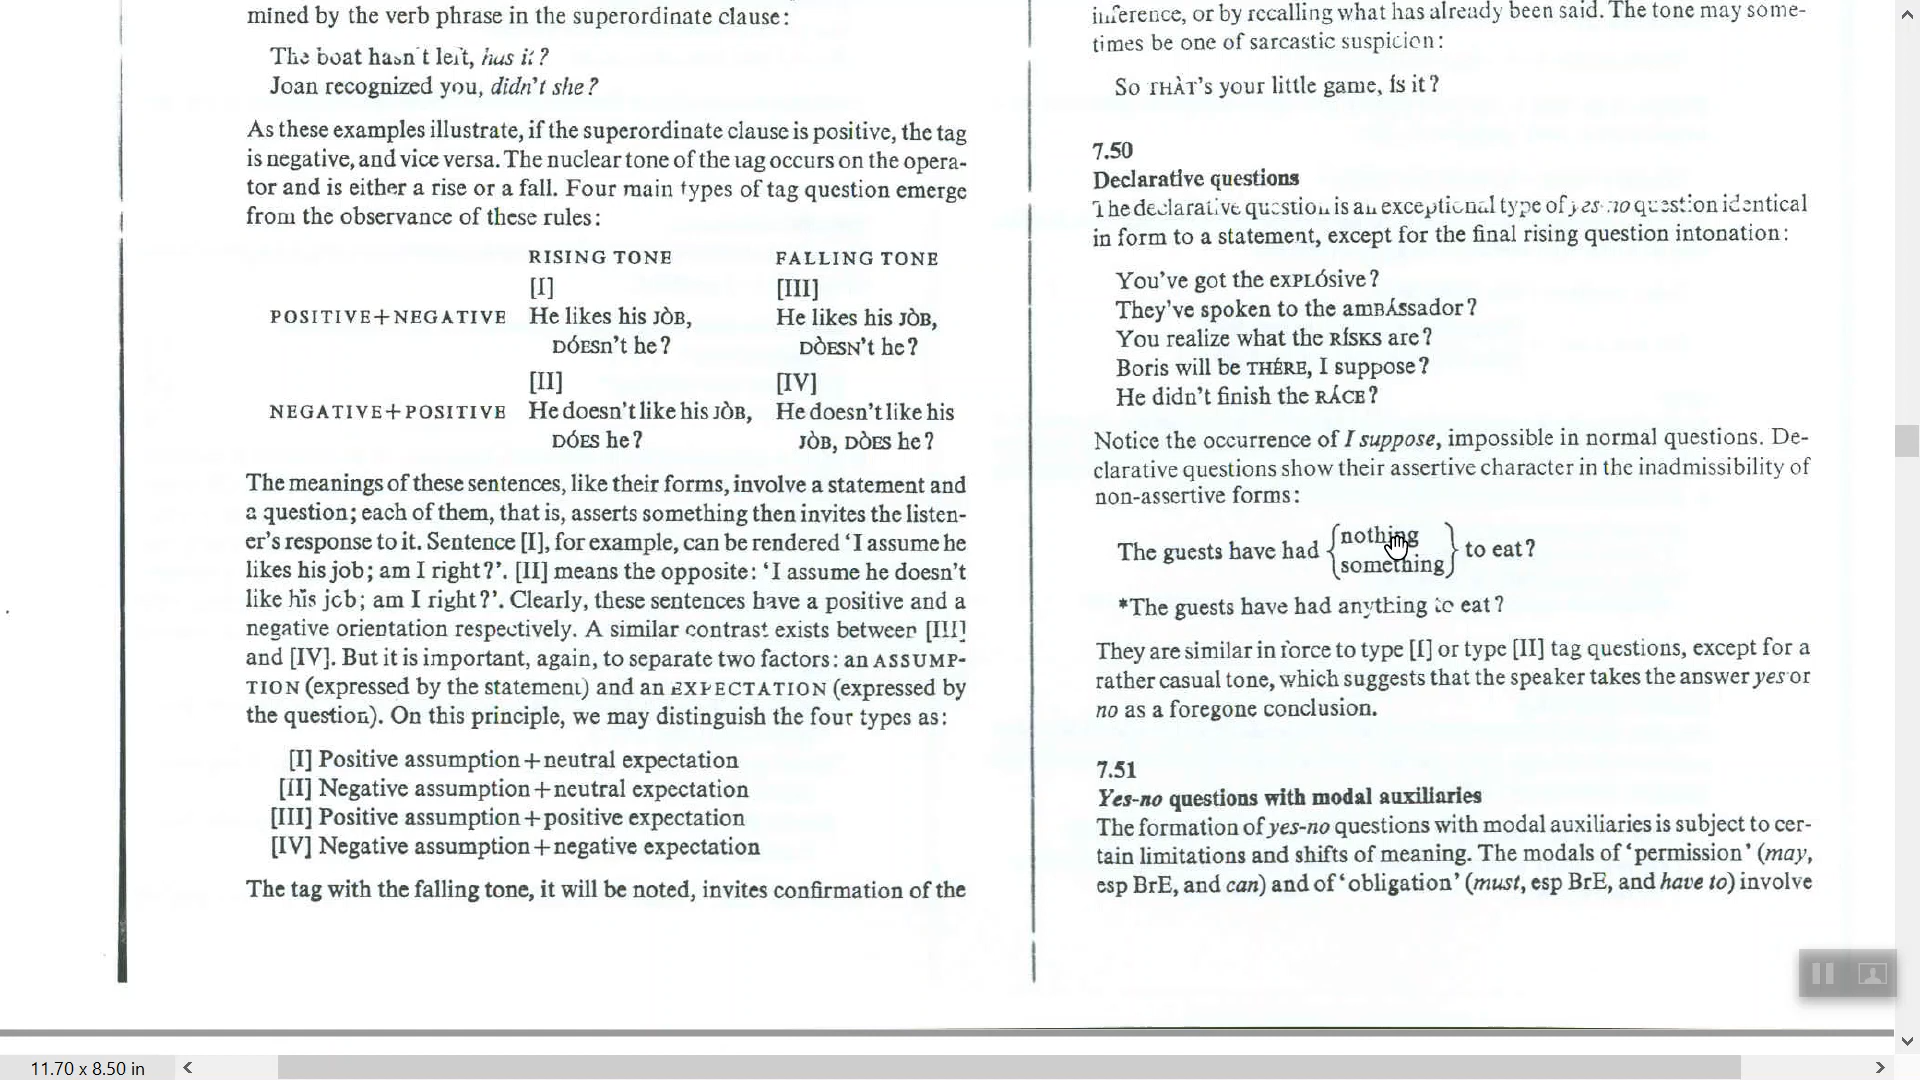 mined by the verb phrase in the superordinate clause:
The boat hasn't left, has it?
Joan recognized you, didn't she?
As these examples illustrate, if the superordinate clause is positive, the tag
is negative, and vice versa. The nuclear tone of the tag occurs on the opera-
tor and is either a rise or a fall. Four main types of tag question emerge
from the observance of these rules:
RISING TONE FALLING TONE
[I] [III]
POSITIVE+NEGATIVE He likes his JÒB, He likes his JÒB,
DÓESn't he? DÒESN't he?
[II] [IV]
NEGATIVE+POSITIVE He doesn't like his JÒB, He doesn't like his
DÓES he? JÒB, DÒES he?
The meanings of these sentences, like their forms, involve a statement and
a question; each of them, that is, asserts something then invites the listen-
er's response to it. Sentence [I], for example, can be rendered 'I assume he
likes his job; am I right?'. [II] means the opposite: 'I assume he doesn't
like his job; am I right?'. Clearly, these sentences have a positive and a
negative orientation respectively. A similar contrast exists between [III]
and [IV]. But it is important, again, to separate two factors: an ASSUMP-
TION (expressed by the statement) and an EXPECTATION (expressed by
the question). On this principle, we may distinguish the four types as:
[I] Positive assumption+neutral expectation
[II] Negative assumption+neutral expectation
[III] Positive assumption+positive expectation
[IV] Negative assumption+negative expectation
The tag with the falling tone, it will be noted, invites confirmation of the
inference, or by recalling what has already been said. The tone may some-
times be one of sarcastic suspicion:
So THÀT's your little game, ís it?
7.50
Declarative questions
The declarative question is an exceptional type of yes-no question identical
in form to a statement, except for the final rising question intonation:
You've got the exPLÓsive?
They've spoken to the amBÁSsador?
You realize what the RÍSKS are?
Boris will be THÉRE, I suppose?
He didn't finish the RÁCE?
Notice the occurrence of I suppose, impossible in normal questions. De-
clarative questions show their assertive character in the inadmissibility of
non-assertive forms:
The guests have had {nothing
something} to eat?
*The guests have had anything to eat?
They are similar in force to type [I] or type [II] tag questions, except for a
rather casual tone, which suggests that the speaker takes the answer yes or
no as a foregone conclusion.
7.51
Yes-no questions with modal auxiliaries
The formation of yes-no questions with modal auxiliaries is subject to cer-
tain limitations and shifts of meaning. The modals of 'permission' (may,
esp BrE, and can) and of 'obligation' (must, esp BrE, and have to) involve
11.70 x 8.50 in